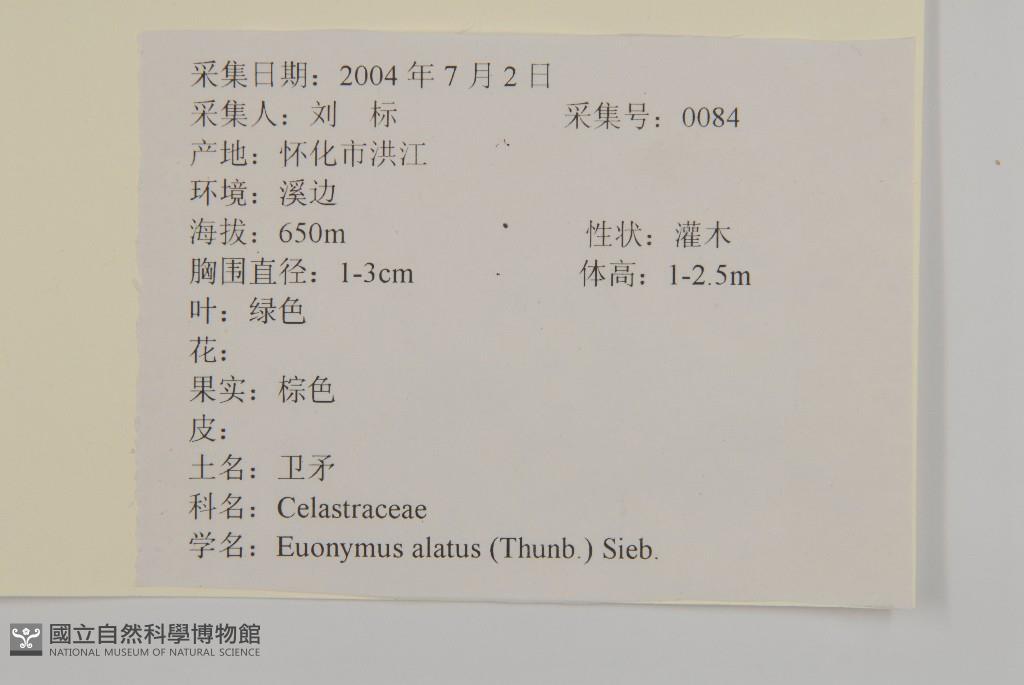 采集日期：2004 年 7 月 2 日
采集人：刘　标　采集号：0084
产地：怀化市洪江
环境：溪边
海拔：650m　性状：灌木
胸围直径：1-3cm　体高：1-2.5m
叶：绿色
花：
果实：棕色
皮：
土名：卫矛
科名：Celastraceae
学名：Euonymus alatus (Thunb.) Sieb.
國立自然科學博物館
NATIONAL MUSEUM OF NATURAL SCIENCE